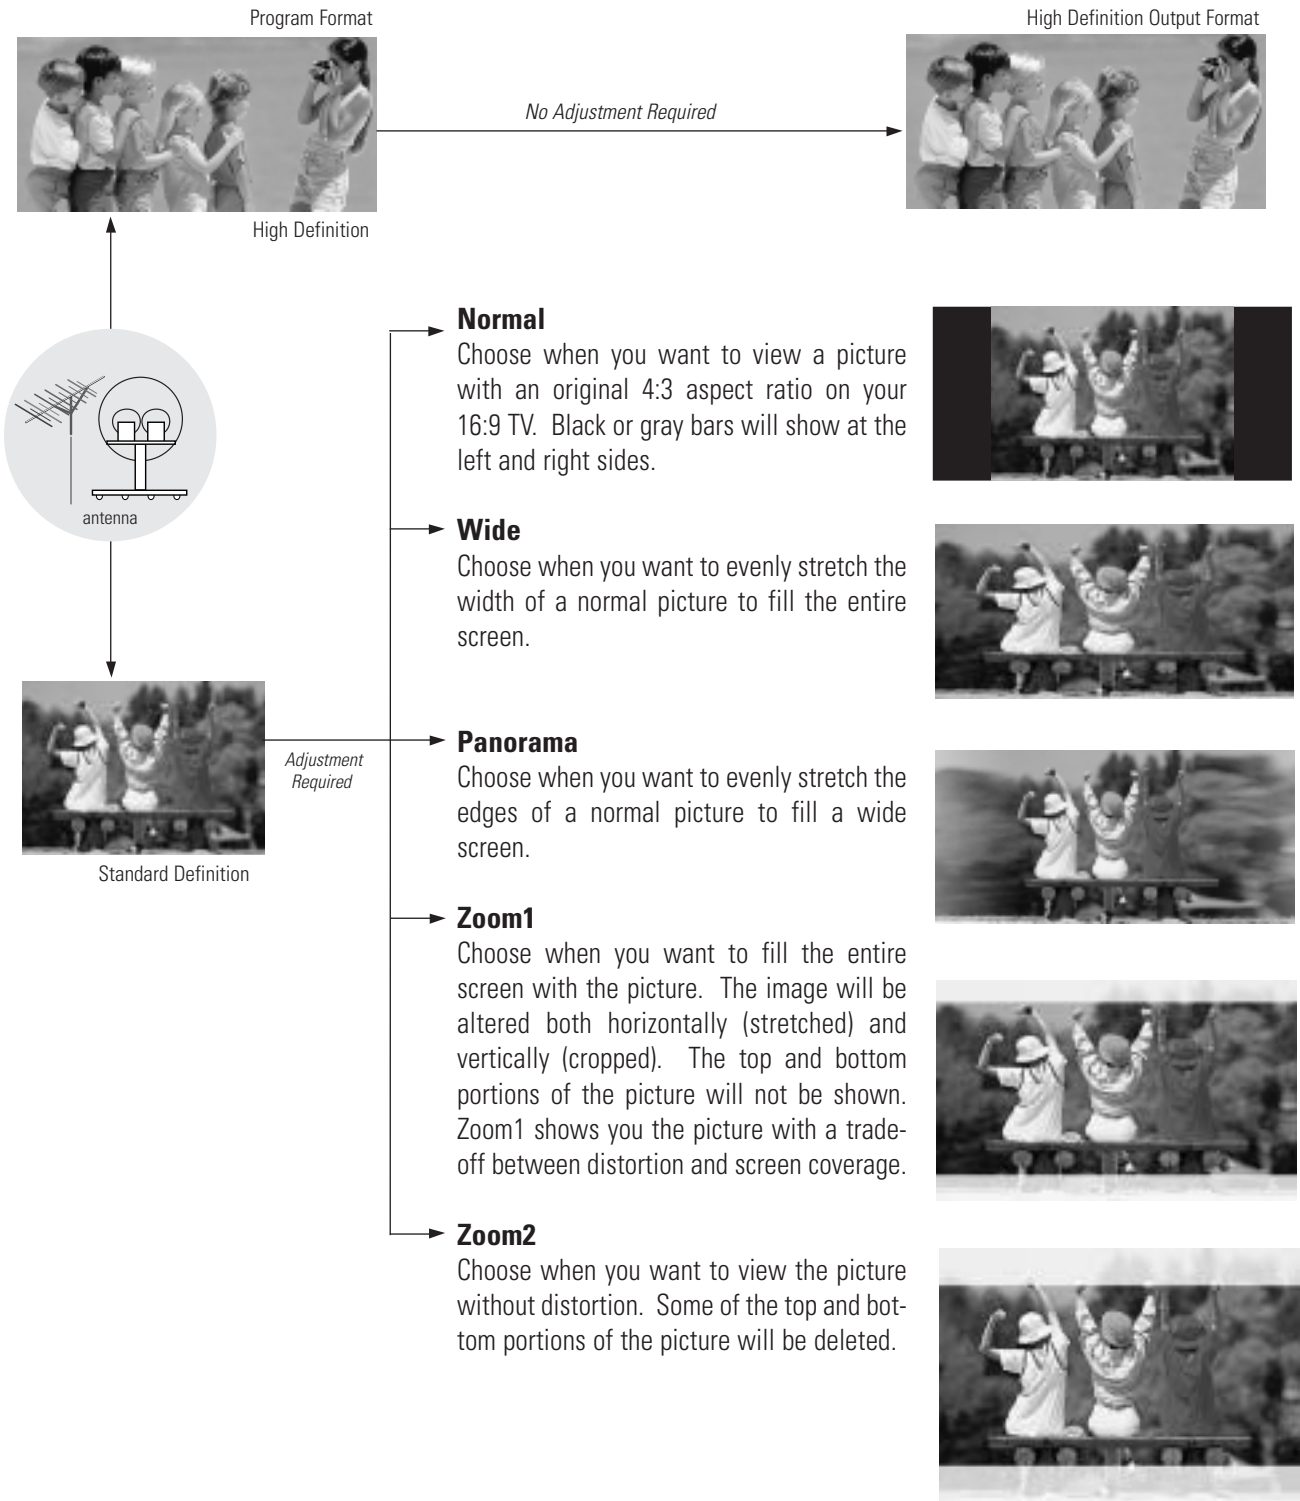 Program Format
High Definition Output Format
No Adjustment Required
High Definition
antenna
Standard Definition
Adjustment
Required
Normal
Choose when you want to view a picture
with an original 4:3 aspect ratio on your
16:9 TV. Black or gray bars will show at the
left and right sides.
Wide
Choose when you want to evenly stretch the
width of a normal picture to fill the entire
screen.
Panorama
Choose when you want to evenly stretch the
edges of a normal picture to fill a wide
screen.
Zoom1
Choose when you want to fill the entire
screen with the picture. The image will be
altered both horizontally (stretched) and
vertically (cropped). The top and bottom
portions of the picture will not be shown.
Zoom1 shows you the picture with a trade-
off between distortion and screen coverage.
Zoom2
Choose when you want to view the picture
without distortion. Some of the top and bot-
tom portions of the picture will be deleted.